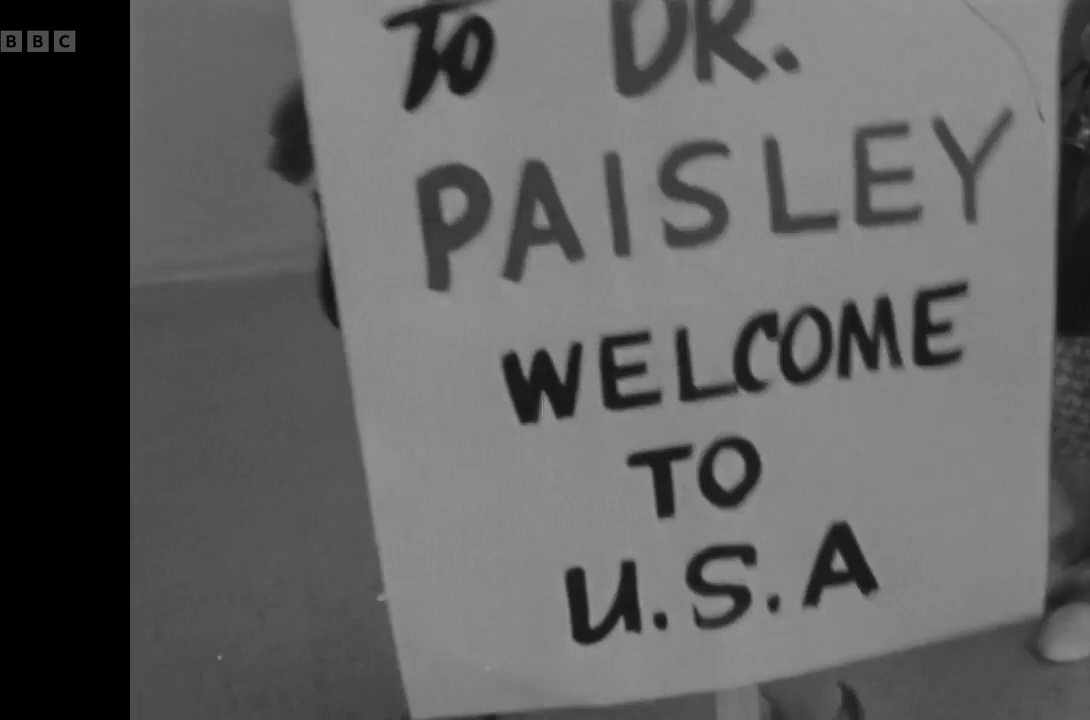 BBC
To DR.
PAISLEY
WELCOME
TO
U.S.A